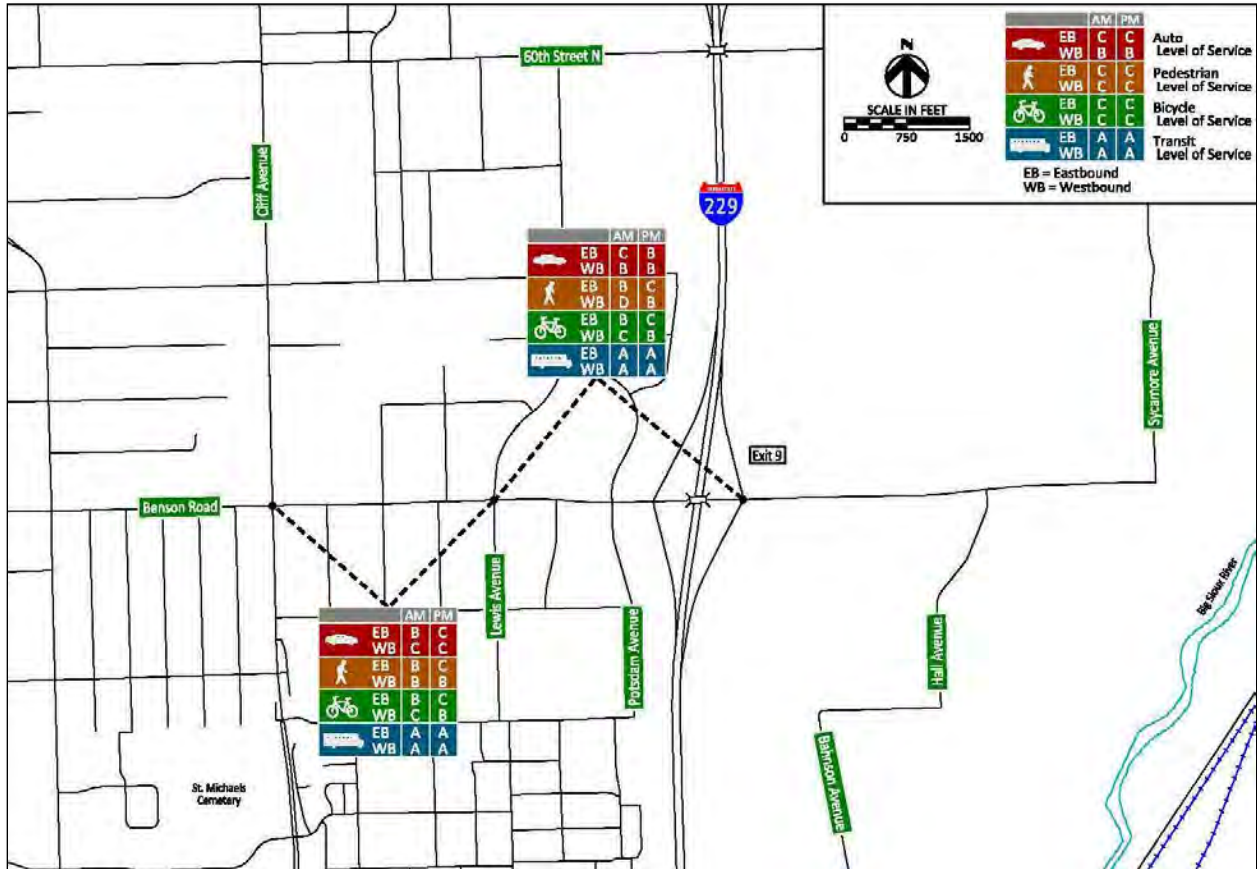 60th Street N
N
SCALE IN FEET
0 750 1500
AM PM
EB C C
WB B B
Auto
Level of Service
EB C C
WB C C
Pedestrian
Level of Service
EB C C
WB C C
Bicycle
Level of Service
EB A A
WB A A
Transit
Level of Service
EB = Eastbound
WB = Westbound
Cliff Avenue
INTERSTATE
229
AM PM
EB C B
WB B B
EB B C
WB D B
EB B C
WB C B
EB A A
WB A A
Sycamore Avenue
Exit 9
Benson Road
Lewis Avenue
Potsdam Avenue
Hall Avenue
Big Sioux River
AM PM
EB B C
WB C C
EB B C
WB B B
EB B C
WB C B
EB A A
WB A A
Bahnson Avenue
St. Michaels
Cemetery